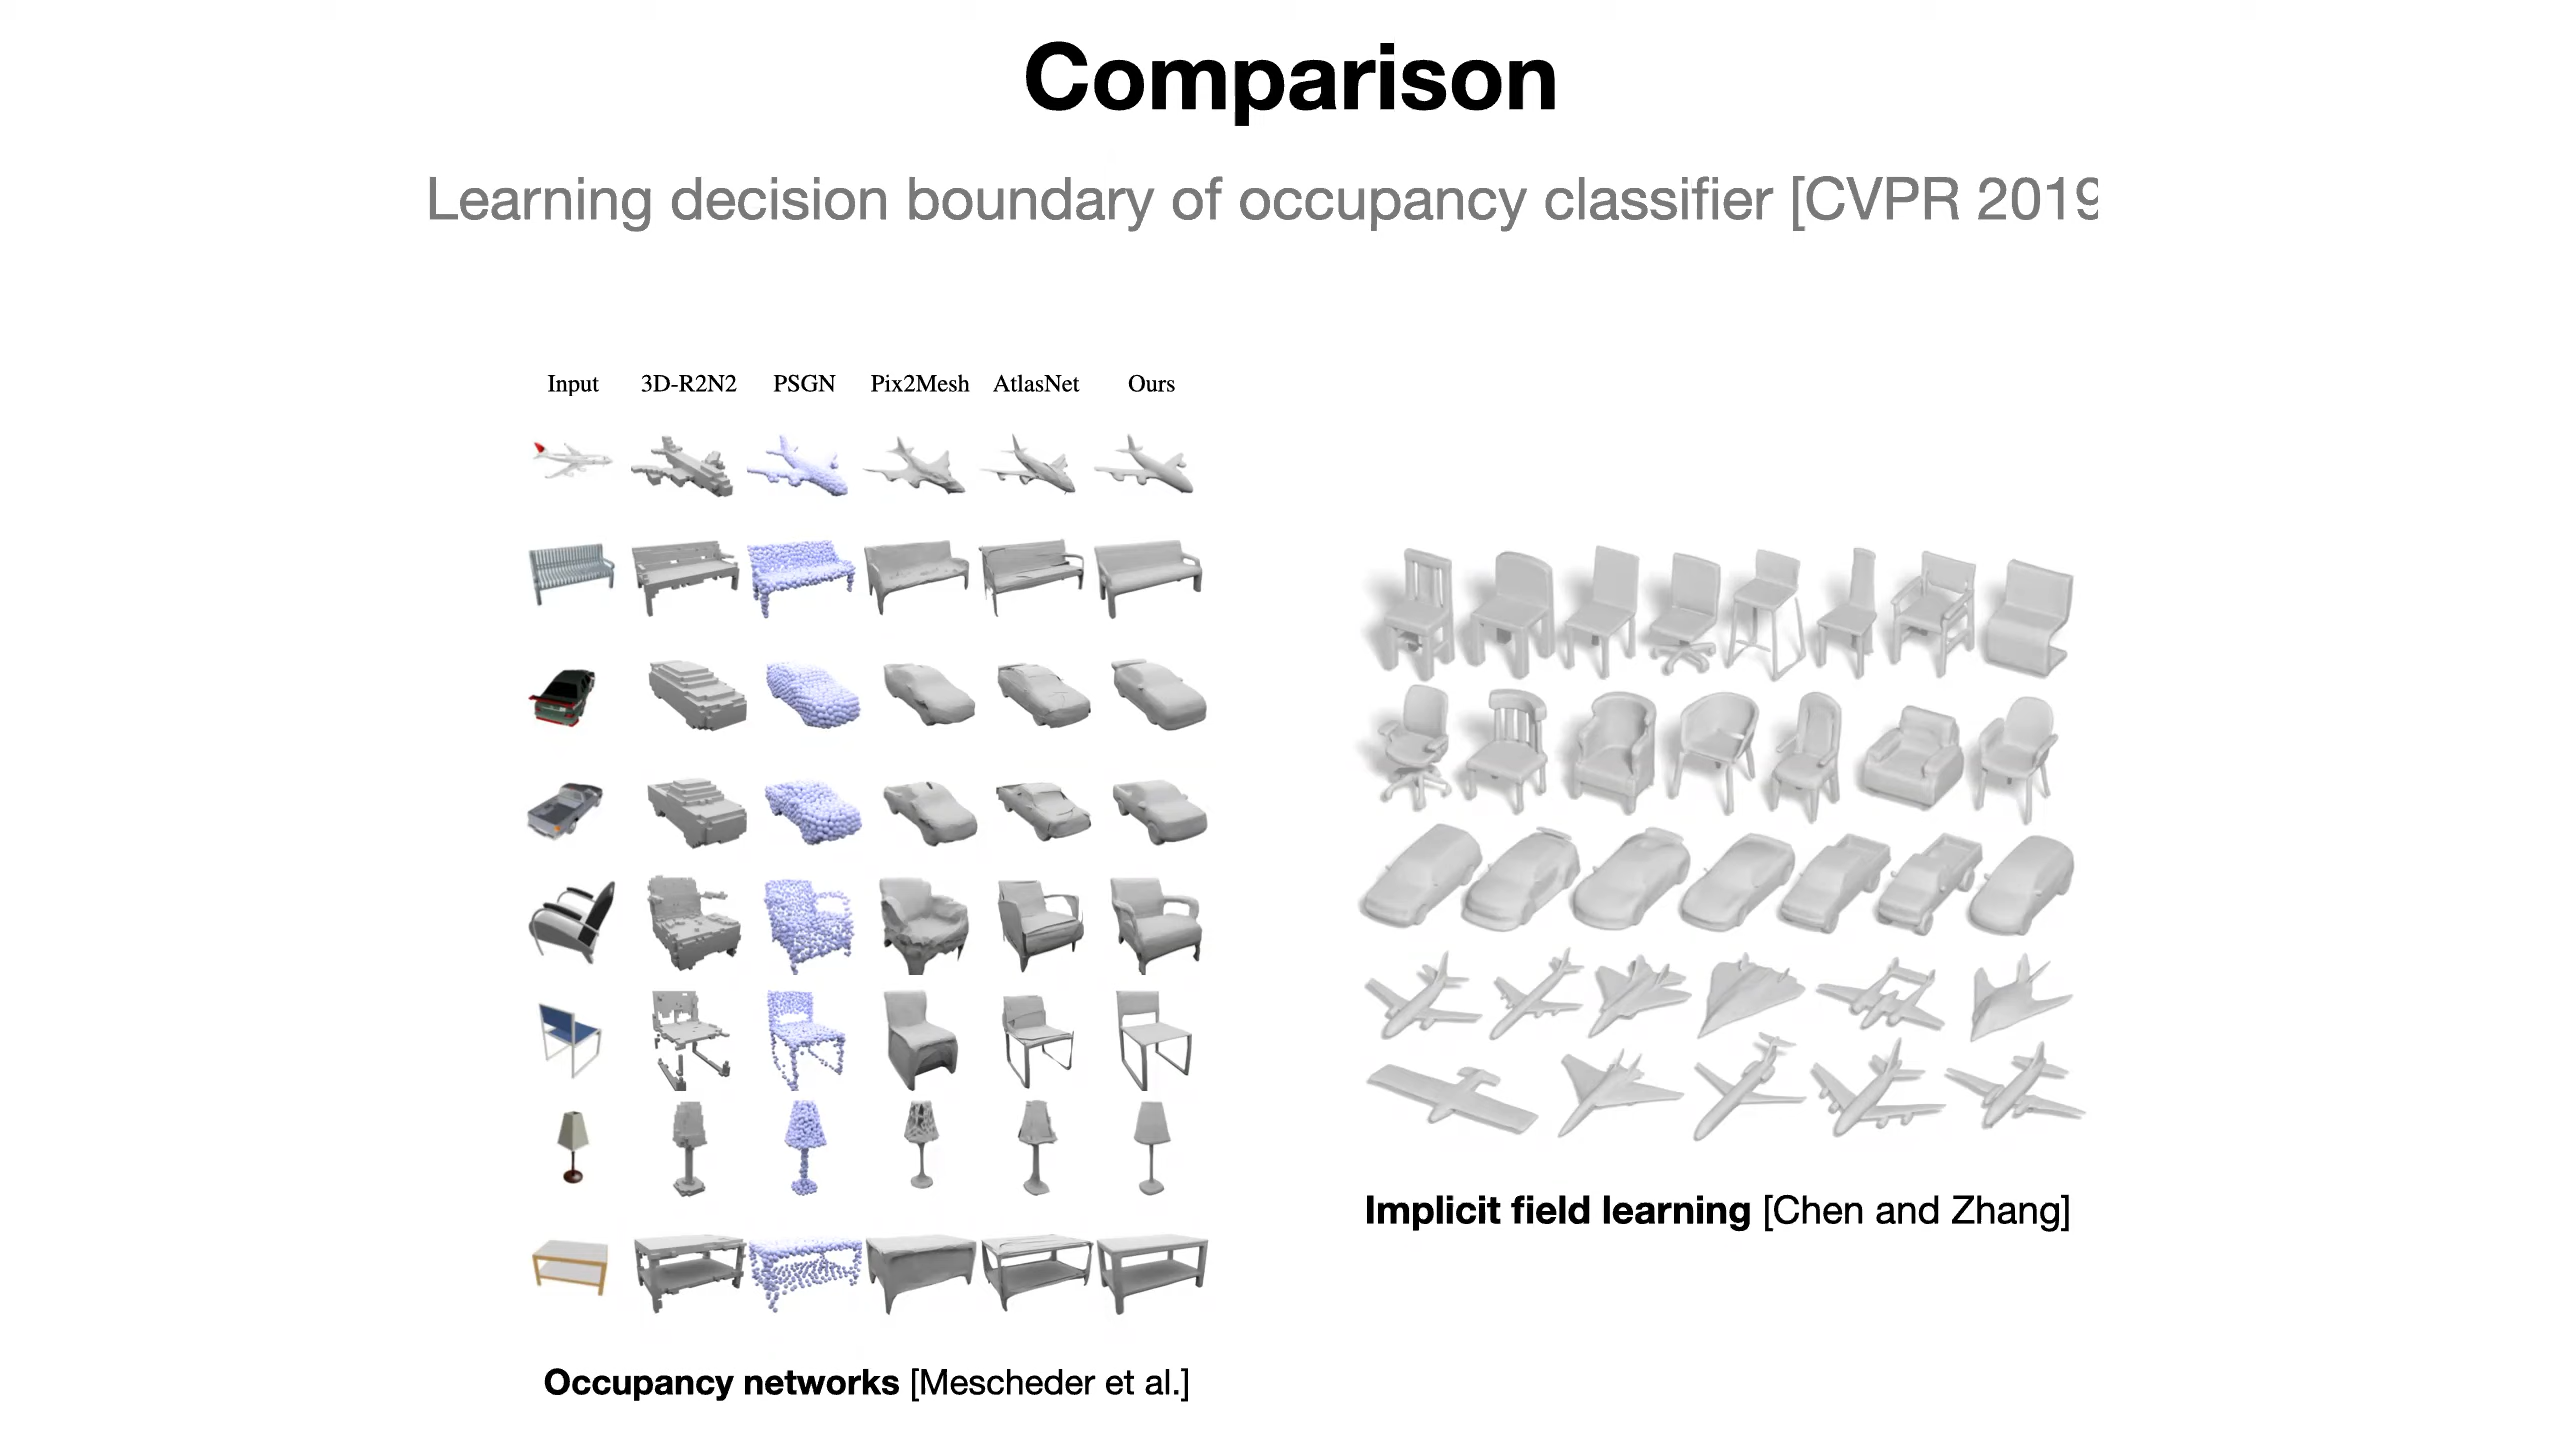 Comparison
Learning decision boundary of occupancy classifier [CVPR 2019
Input 3D-R2N2 PSGN Pix2Mesh AtlasNet Ours
Implicit field learning [Chen and Zhang]
Occupancy networks [Mescheder et al.]